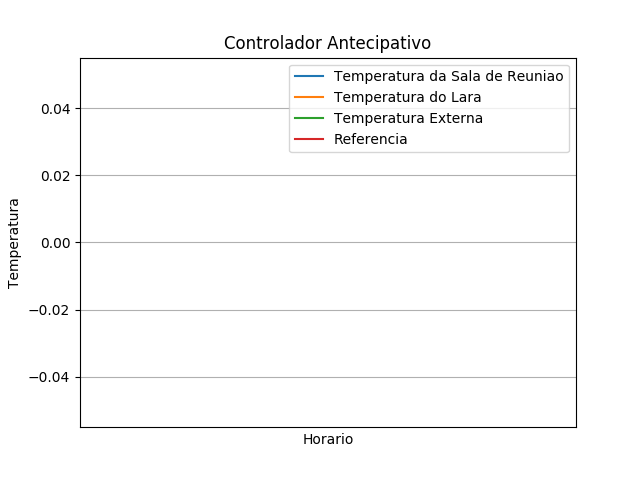 Controlador Antecipativo
Temperatura da Sala de Reuniao
Temperatura do Lara
Temperatura Externa
Referencia
0.04
0.02
0.00
−0.02
−0.04
Temperatura
Horario